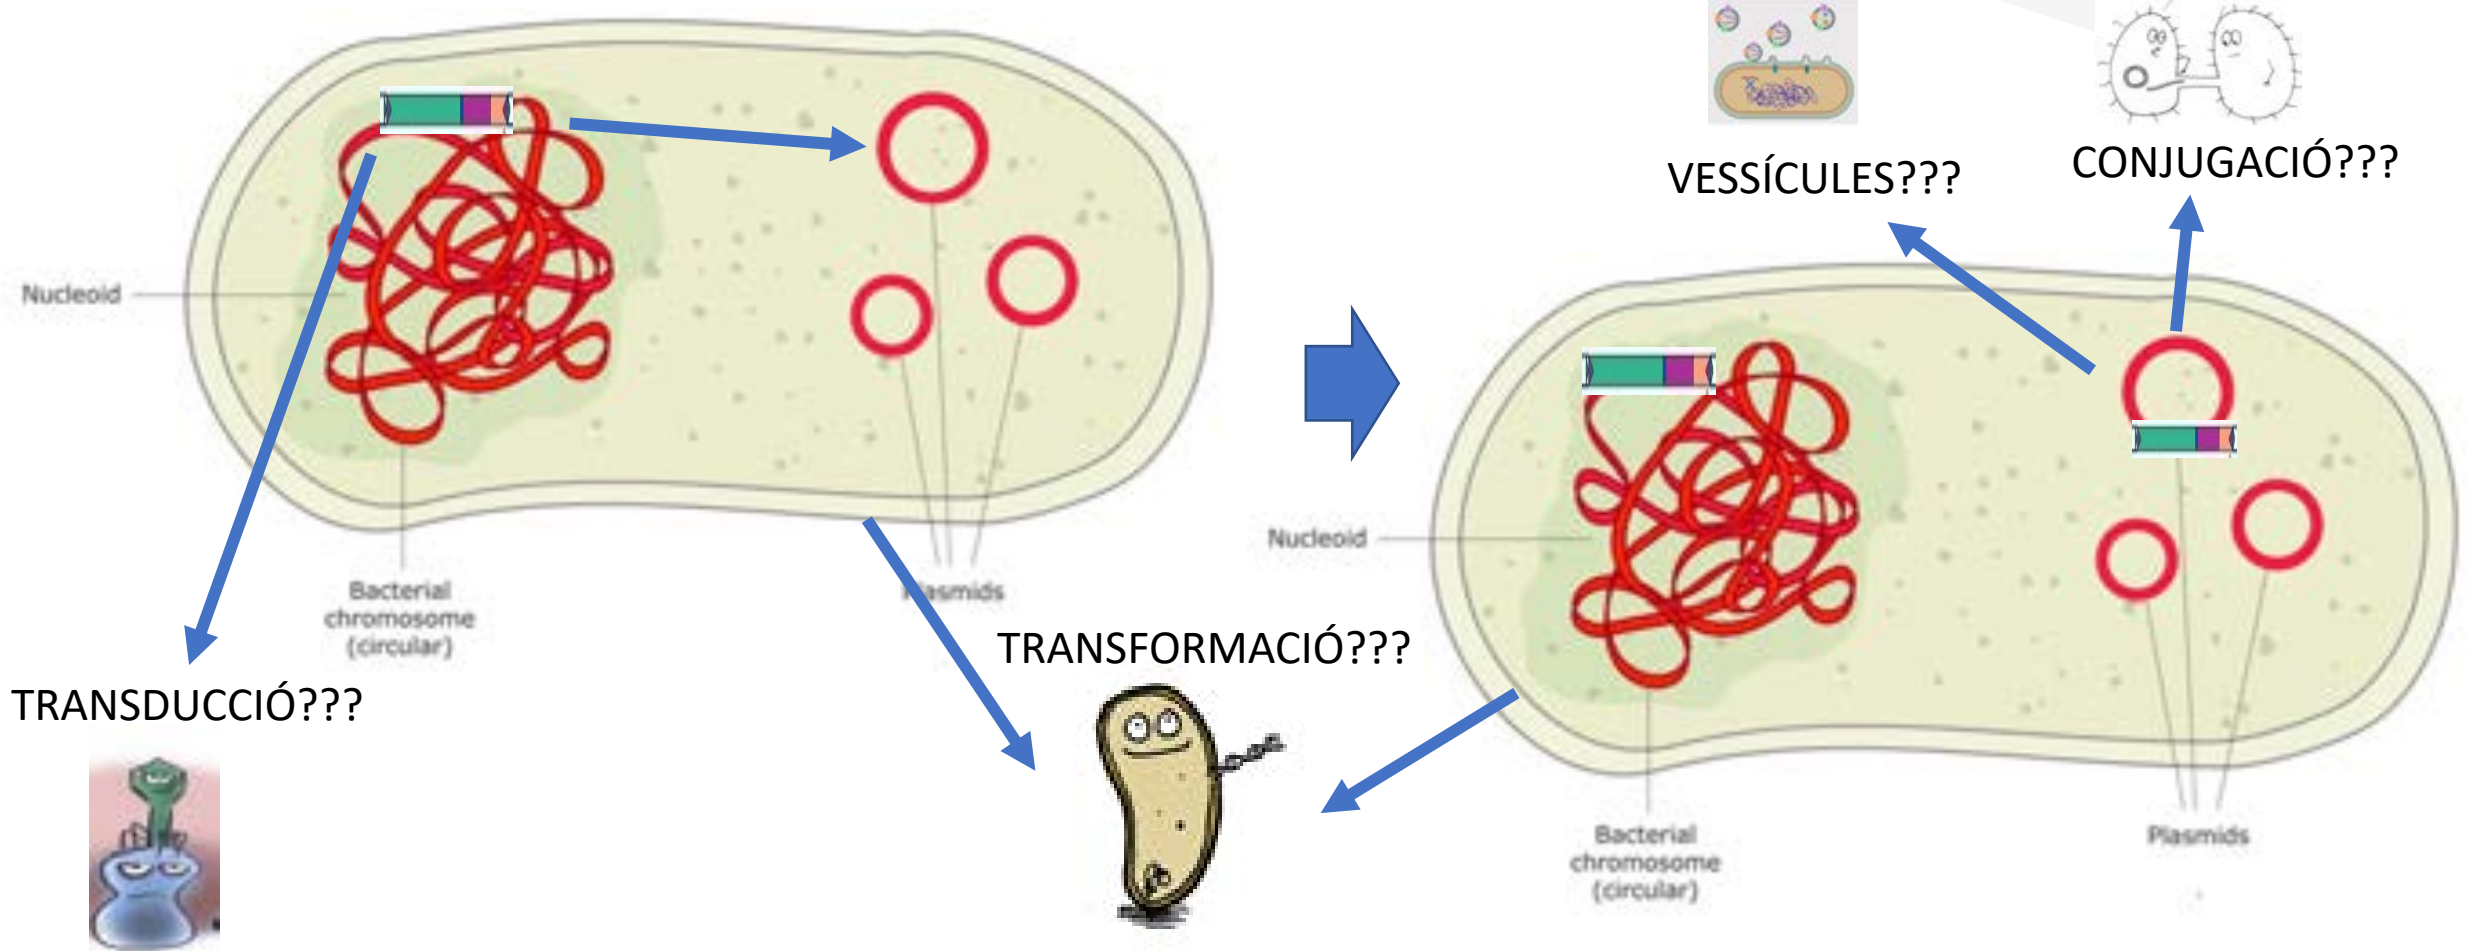 VESSÍCULES???
CONJUGACIÓ???
Nucleoid
Bacterial
chromosome
(circular)
Plasmids
TRANSDUCCIÓ???
TRANSFORMACIÓ???
Nucleoid
Bacterial
chromosome
(circular)
Plasmids